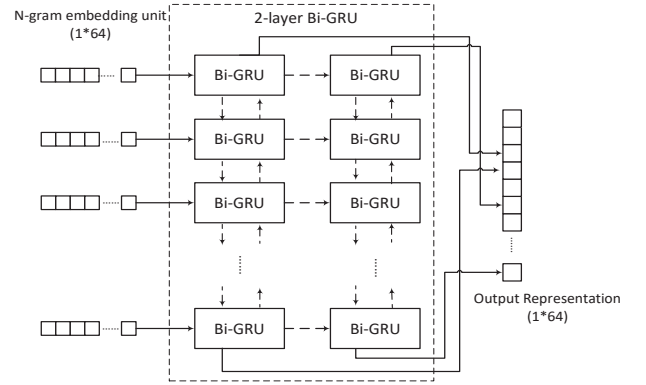 N-gram embedding unit
(1*64)
2-layer Bi-GRU
Bi-GRU
Bi-GRU
Bi-GRU
Bi-GRU
Bi-GRU
Bi-GRU
Bi-GRU
Bi-GRU
Output Representation
(1*64)